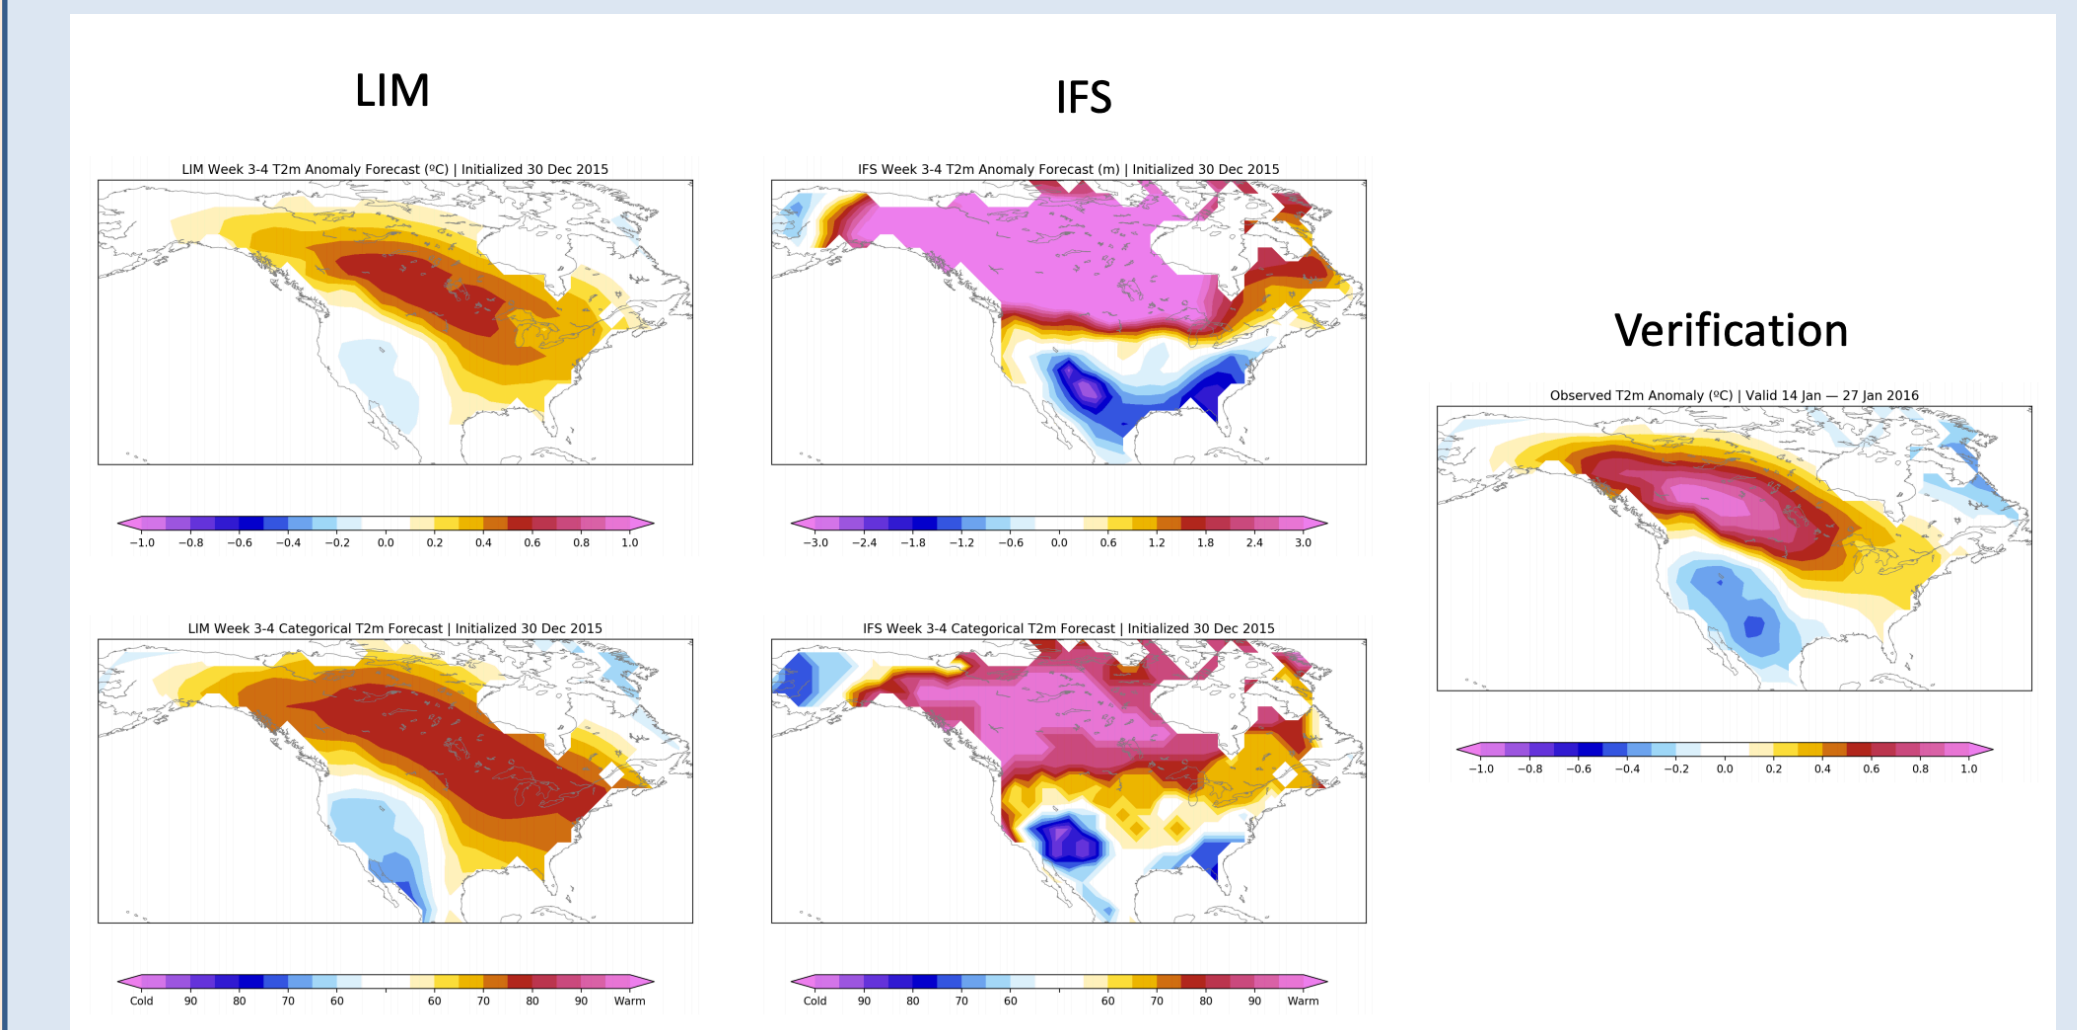 LIM
IFS
LIM Week 3-4 T2m Anomaly Forecast (ºC) | Initialized 30 Dec 2015
IFS Week 3-4 T2m Anomaly Forecast (m) | Initialized 30 Dec 2015
Verification
Observed T2m Anomaly (ºC) | Valid 14 Jan — 27 Jan 2016
−1.0 −0.8 −0.6 −0.4 −0.2 0.0 0.2 0.4 0.6 0.8 1.0
−3.0 −2.4 −1.8 −1.2 −0.6 0.0 0.6 1.2 1.8 2.4 3.0
LIM Week 3-4 Categorical T2m Forecast | Initialized 30 Dec 2015
IFS Week 3-4 Categorical T2m Forecast | Initialized 30 Dec 2015
−1.0 −0.8 −0.6 −0.4 −0.2 0.0 0.2 0.4 0.6 0.8 1.0
Cold 90 80 70 60 60 70 80 90 Warm
Cold 90 80 70 60 60 70 80 90 Warm